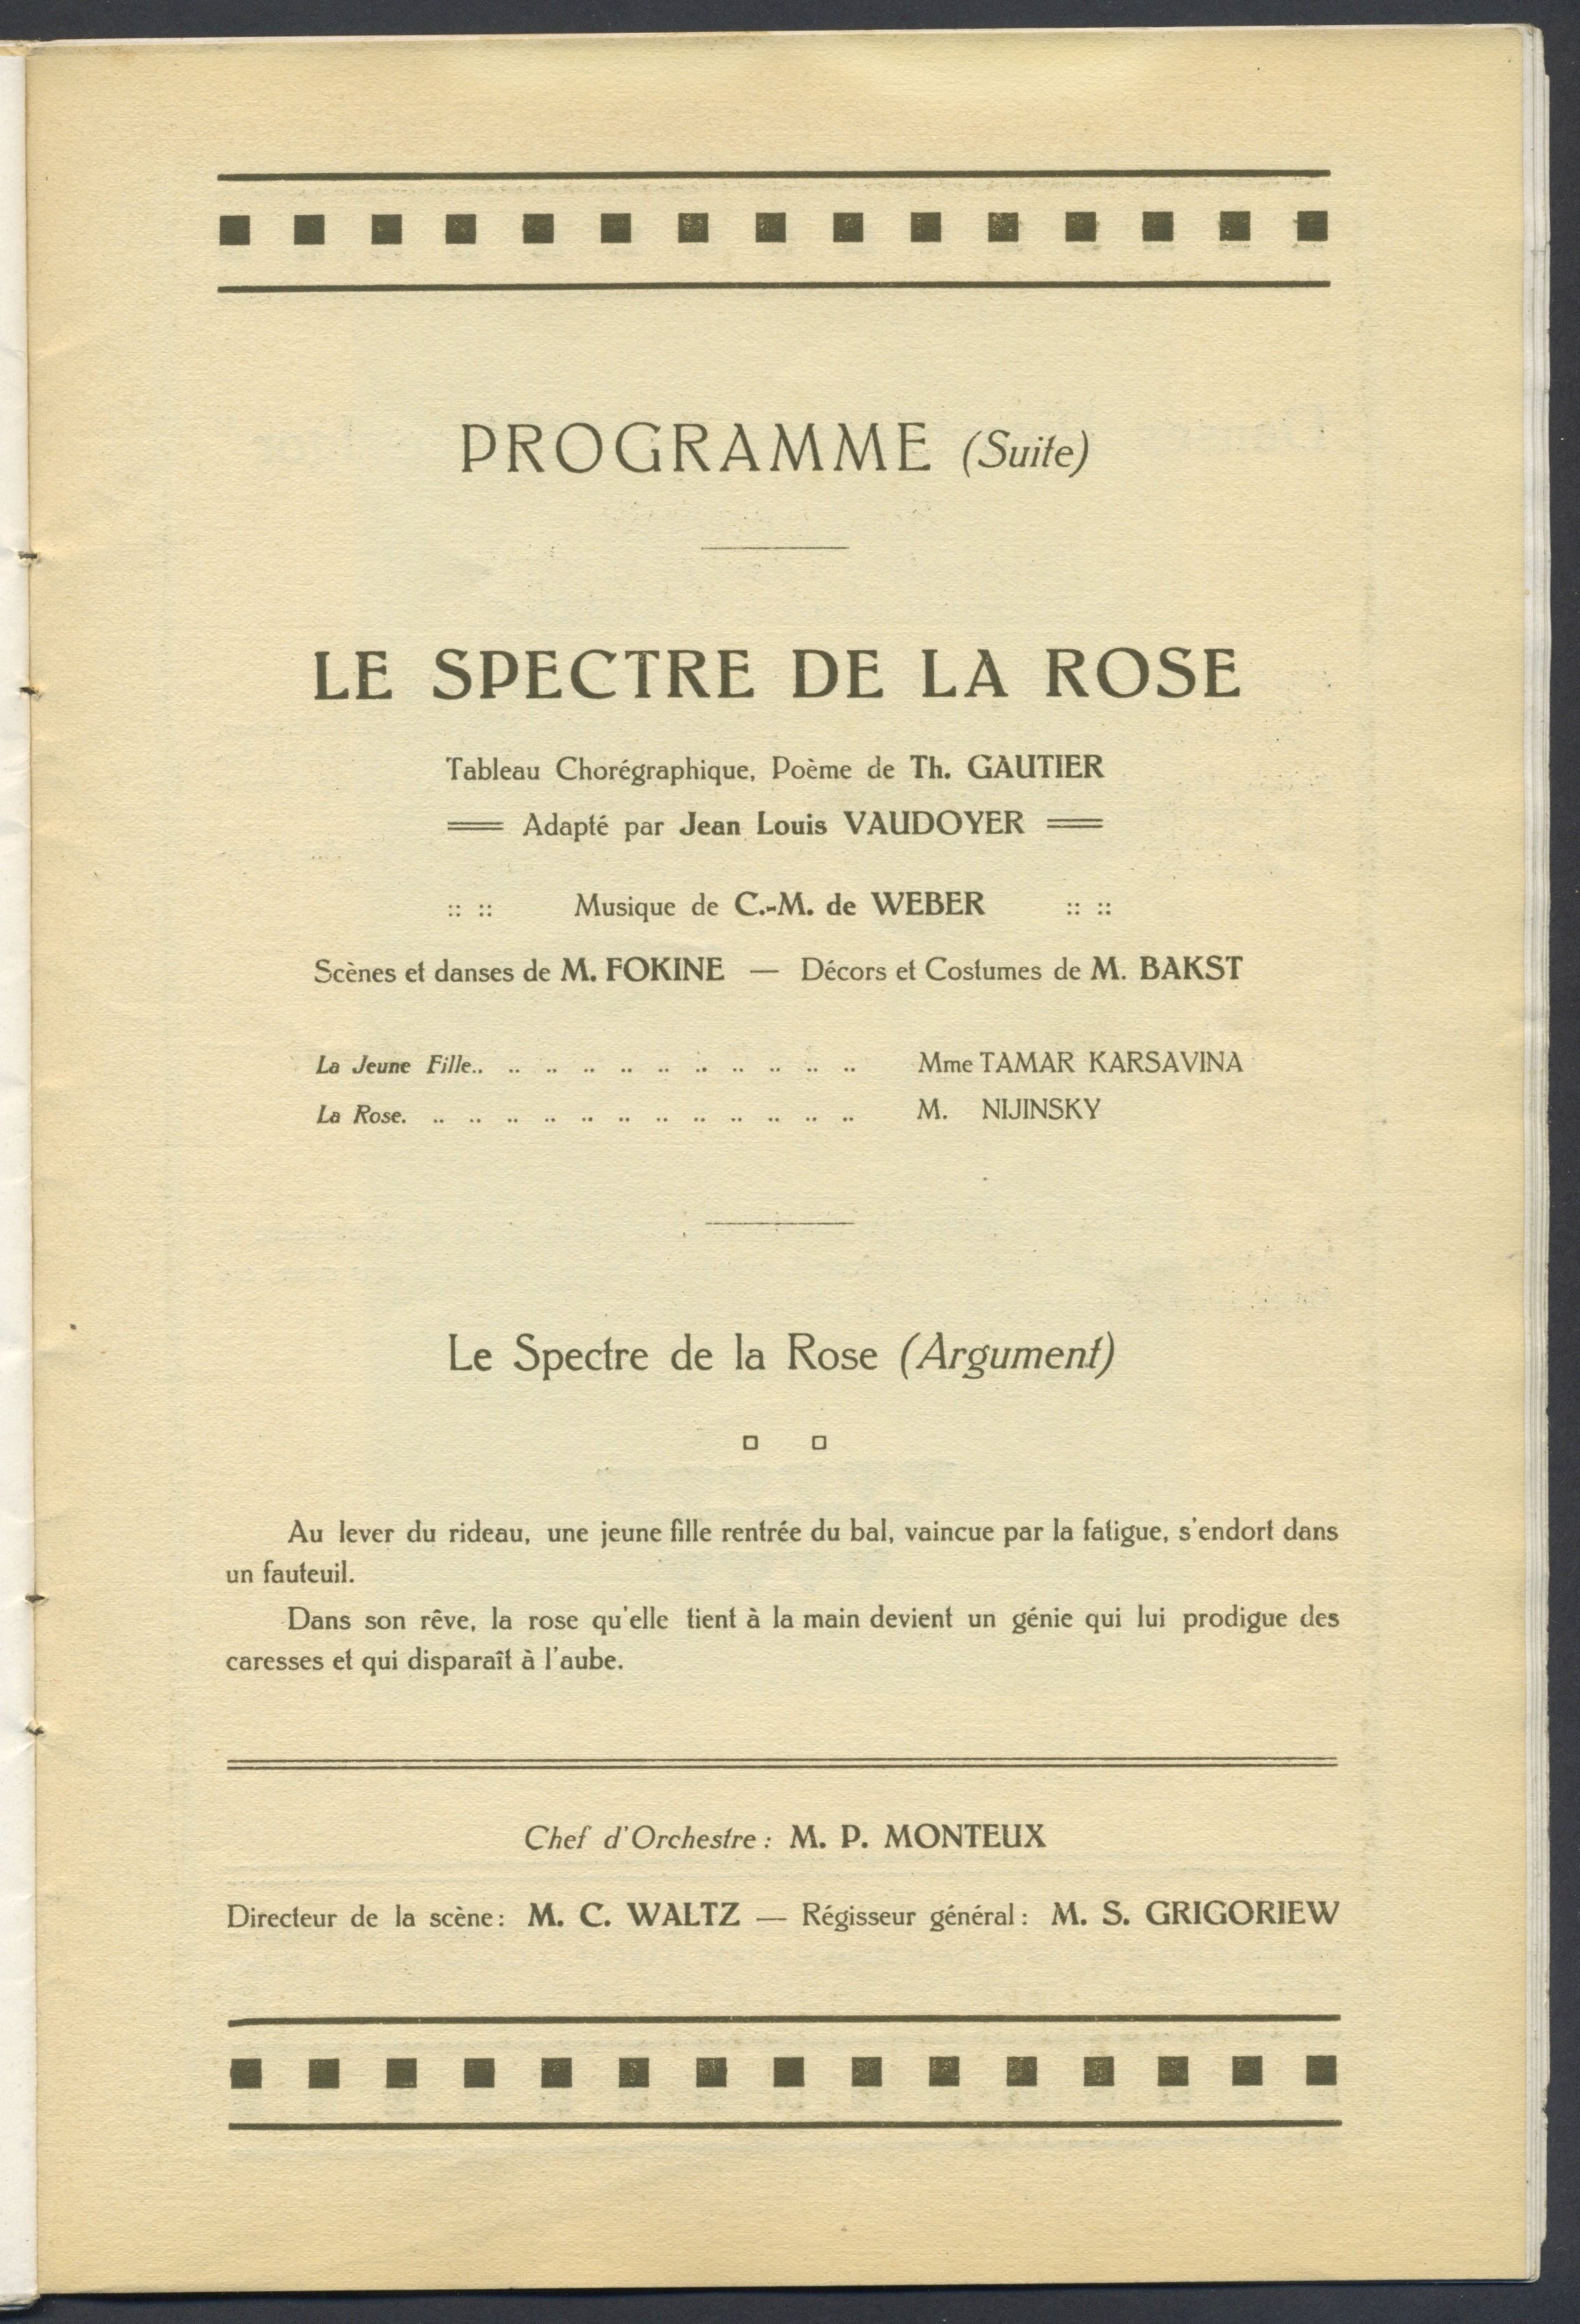 PROGRAMME (Suite)
LE SPECTRE DE LA ROSE
Tableau Chorégraphique, Poème de Th. GAUTIER
Adapté par Jean Louis VAUDOYER
:: :: Musique de C.-M. de WEBER :: ::
Scènes et danses de M. FOKINE — Décors et Costumes de M. BAKST
La Jeune Fille.. .. .. .. .. .. .. .. .. .. .. Mme TAMAR KARSAVINA
La Rose. .. .. .. .. .. .. .. .. .. .. .. .. M. NIJINSKY
Le Spectre de la Rose (Argument)
Au lever du rideau, une jeune fille rentrée du bal, vaincue par la fatigue, s'endort dans
un fauteuil.
Dans son rêve, la rose qu'elle tient à la main devient un génie qui lui prodigue des
caresses et qui disparaît à l'aube.
Chef d'Orchestre : M. P. MONTEUX
Directeur de la scène : M. C. WALTZ — Régisseur général : M. S. GRIGORIEW